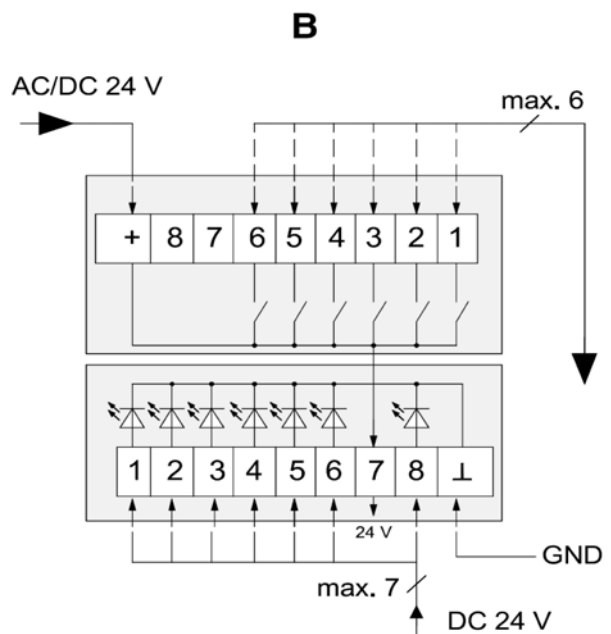 B
AC/DC 24 V
max. 6
+ 8 7 6 5 4 3 2 1
1 2 3 4 5 6 7 8 ⊥
24 V
GND
max. 7
DC 24 V